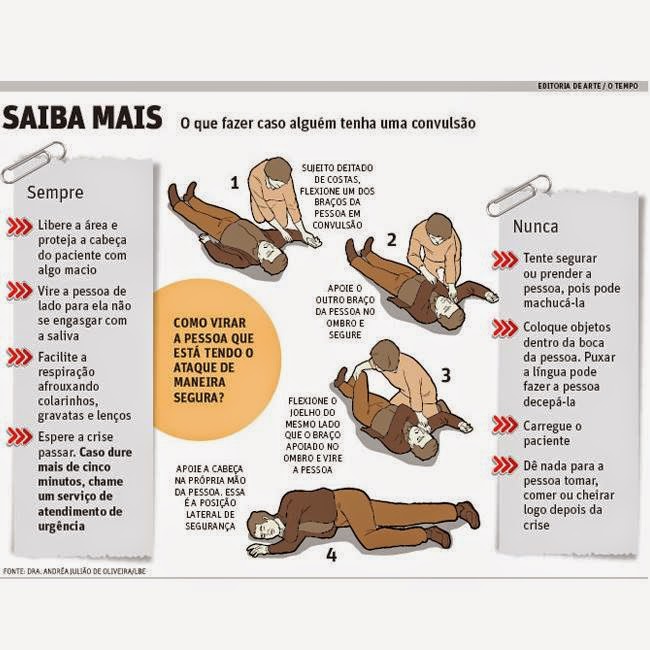 EDITORIA DE ARTE / O TEMPO
SAIBA MAIS
O que fazer caso alguém tenha uma convulsão
Sempre
Libere a área e
proteja a cabeça
do paciente com
algo macio
Vire a pessoa de
lado para ela não
se engasgar com
a saliva
Facilite a
respiração
afrouxando
colarinhos,
gravatas e lenços
Espere a crise
passar. Caso dure
mais de cinco
minutos, chame
um serviço de
atendimento de
urgência
COMO VIRAR
A PESSOA QUE
ESTÁ TENDO O
ATAQUE DE
MANEIRA
SEGURA?
1
SUJEITO DEITADO
DE COSTAS,
FLEXIONE UM DOS
BRAÇOS DA
PESSOA EM
CONVULSÃO
2
APOIE O
OUTRO BRAÇO
DA PESSOA NO
OMBRO E
SEGURE
3
FLEXIONE O
JOELHO DO
MESMO LADO
QUE O BRAÇO
APOIADO NO
OMBRO E VIRE
A PESSOA
APOIE A CABEÇA
NA PRÓPRIA MÃO
DA PESSOA. ESSA
É A POSIÇÃO
LATERAL DE
SEGURANÇA
4
Nunca
Tente segurar
ou prender a
pessoa, pois pode
machucá-la
Coloque objetos
dentro da boca
da pessoa. Puxar
a língua pode
fazer a pessoa
decepá-la
Carregue o
paciente
Dê nada para a
pessoa tomar,
comer ou cheirar
logo depois da
crise
FONTE: DRA. ANDRÉA JULIÃO DE OLIVEIRA/LBE